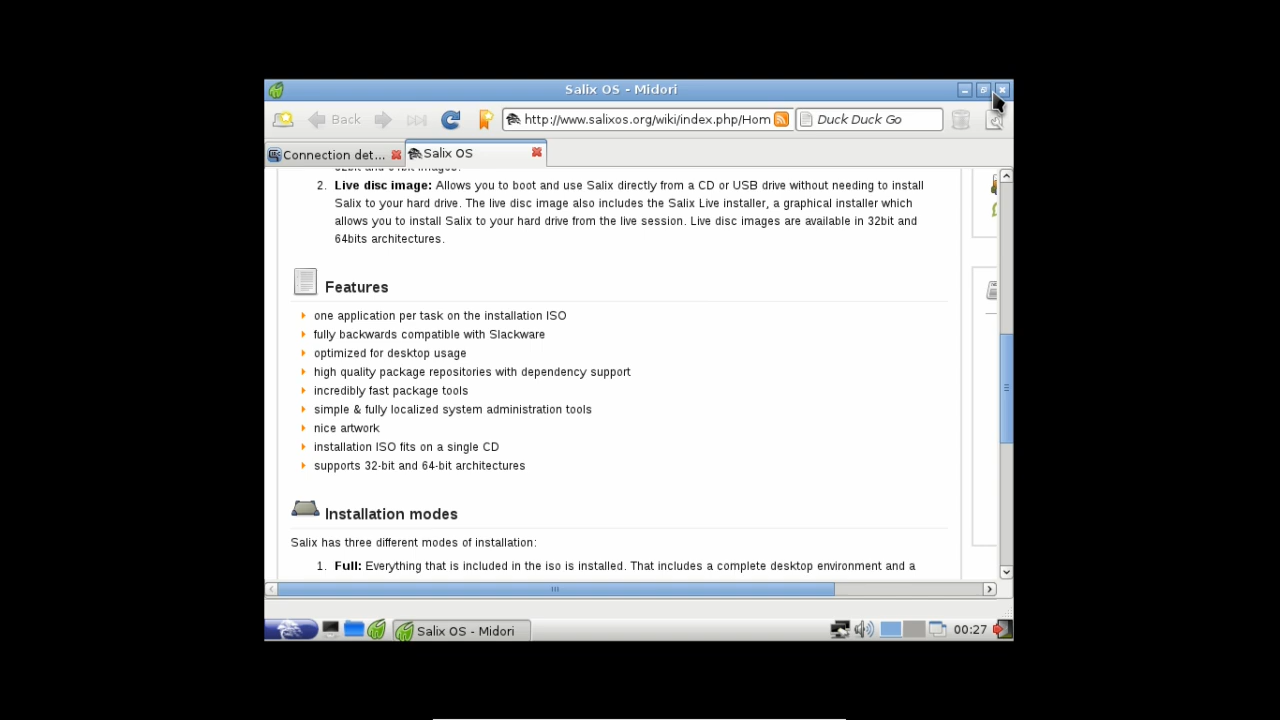 Salix OS - Midori
Back
http://www.salixos.org/wiki/index.php/Hom
Duck Duck Go
Connection det...
Salix OS
2. Live disc image: Allows you to boot and use Salix directly from a CD or USB drive without needing to install
Salix to your hard drive. The live disc image also includes the Salix Live installer, a graphical installer which
allows you to install Salix to your hard drive from the live session. Live disc images are available in 32bit and
64bits architectures.
Features
one application per task on the installation ISO
fully backwards compatible with Slackware
optimized for desktop usage
high quality package repositories with dependency support
incredibly fast package tools
simple & fully localized system administration tools
nice artwork
installation ISO fits on a single CD
supports 32-bit and 64-bit architectures
Installation modes
Salix has three different modes of installation:
1. Full: Everything that is included in the iso is installed. That includes a complete desktop environment and a
Salix OS - Midori
00:27